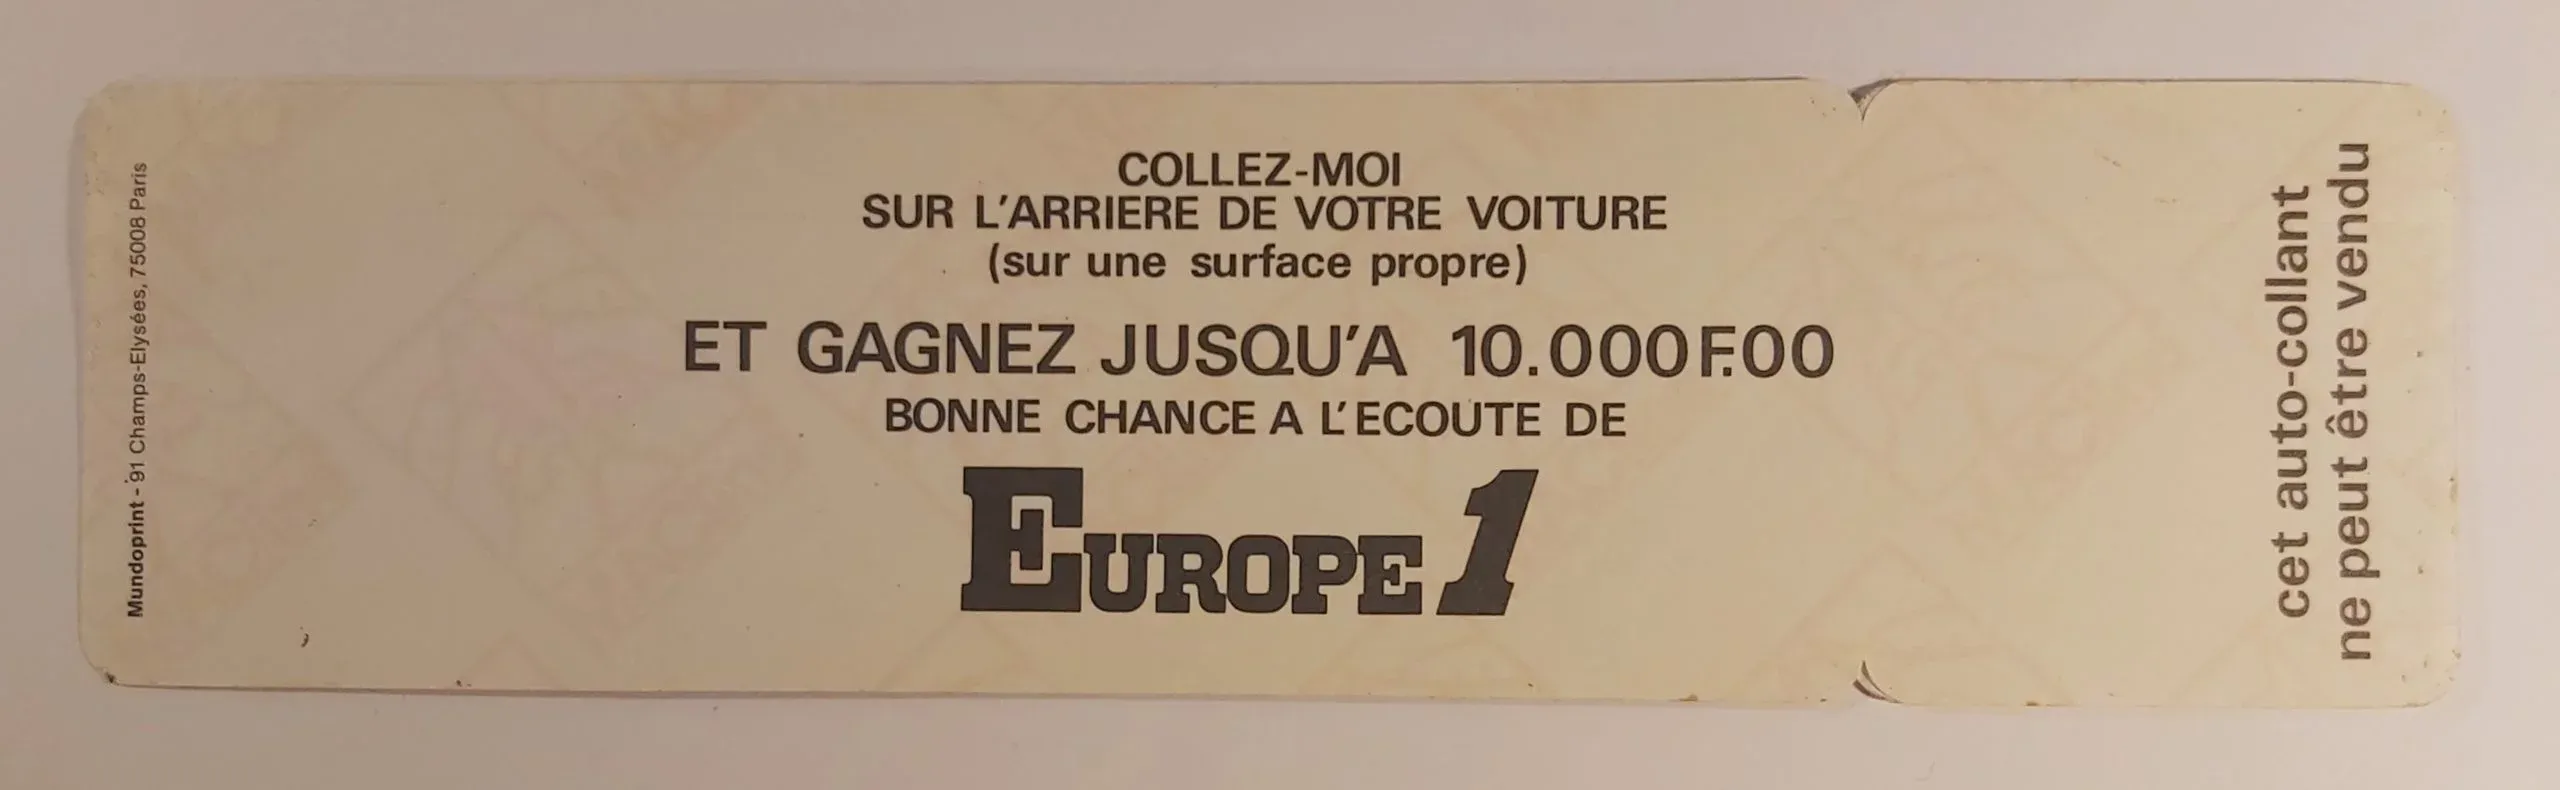 COLLEZ-MOI
SUR L'ARRIERE DE VOTRE VOITURE
(sur une surface propre)
ET GAGNEZ JUSQU'A 10.000F.00
BONNE CHANCE A L'ECOUTE DE
EUROPE 1
Mundoprint - 91 Champs-Elysées, 75008 Paris
cet auto-collant
ne peut être vendu